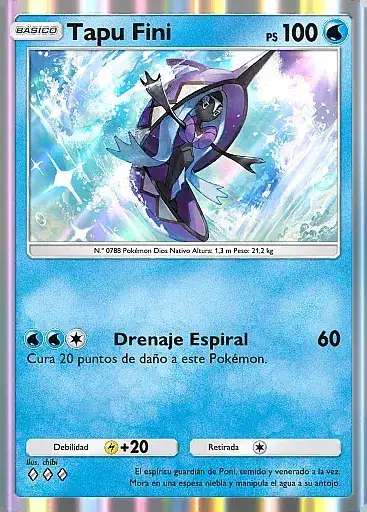 BÁSICO
Tapu Fini
PS 100
N.º 0788 Pokémon Dios Nativo Altura: 1,3 m Peso: 21,2 kg
Drenaje Espiral 60
Cura 20 puntos de daño a este Pokémon.
Debilidad +20 Retirada
Ilus. chibi
El espíritu guardián de Poni, temido y venerado a la vez.
Mora en una espesa niebla y manipula el agua a su antojo.